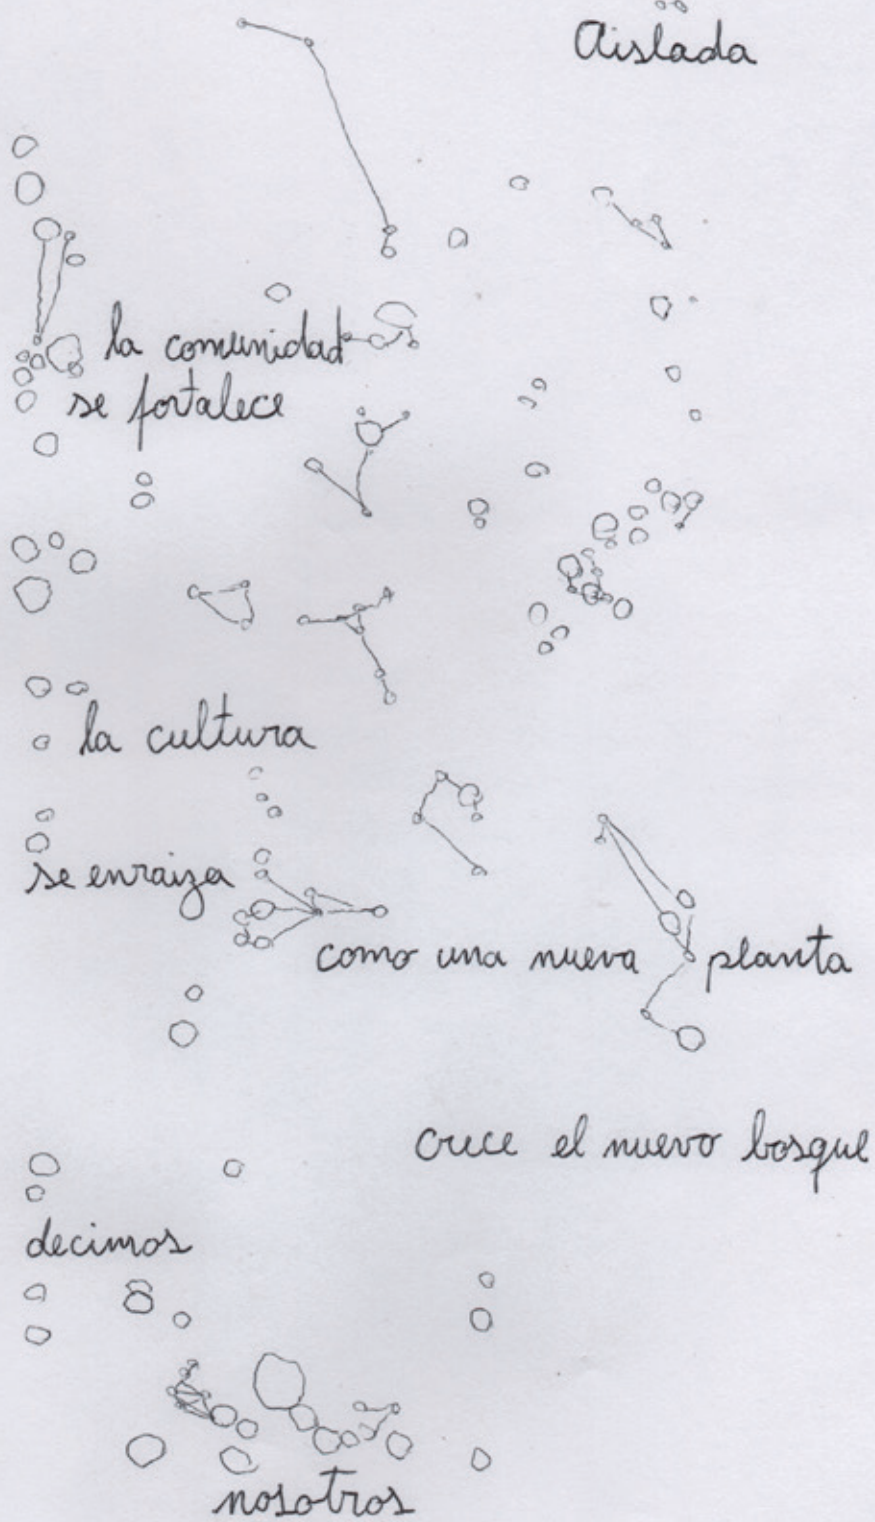 Aislada
la comunidad
se fortalece
la cultura
se enraiza
como una nueva planta
crece el nuevo bosque
decimos
nosotros